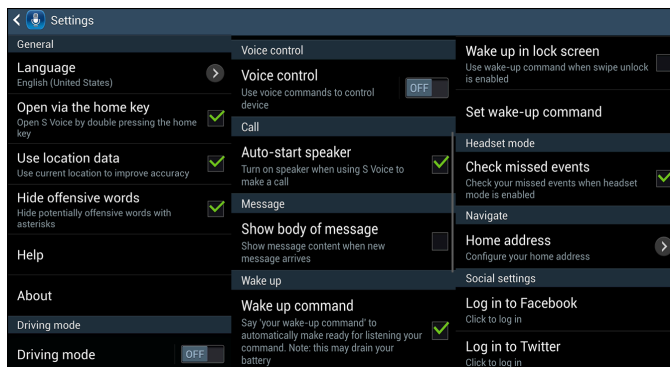 Settings
General
Language
English (United States)
Open via the home key
Open S Voice by double pressing the home
key
Use location data
Use current location to improve accuracy
Hide offensive words
Hide potentially offensive words with
asterisks
Help
About
Driving mode
Driving mode
OFF
Voice control
Voice control
Use voice commands to control
device
OFF
Call
Auto-start speaker
Turn on speaker when using S Voice to
make a call
Message
Show body of message
Show message content when new
message arrives
Wake up
Wake up command
Say 'your wake-up command' to
automatically make ready for listening your
command. Note: this may drain your
battery
Wake up in lock screen
Use wake-up command when swipe unlock
is enabled
Set wake-up command
Headset mode
Check missed events
Check your missed events when headset
mode is enabled
Navigate
Home address
Configure your home address
Social settings
Log in to Facebook
Click to log in
Log in to Twitter
Click to log in